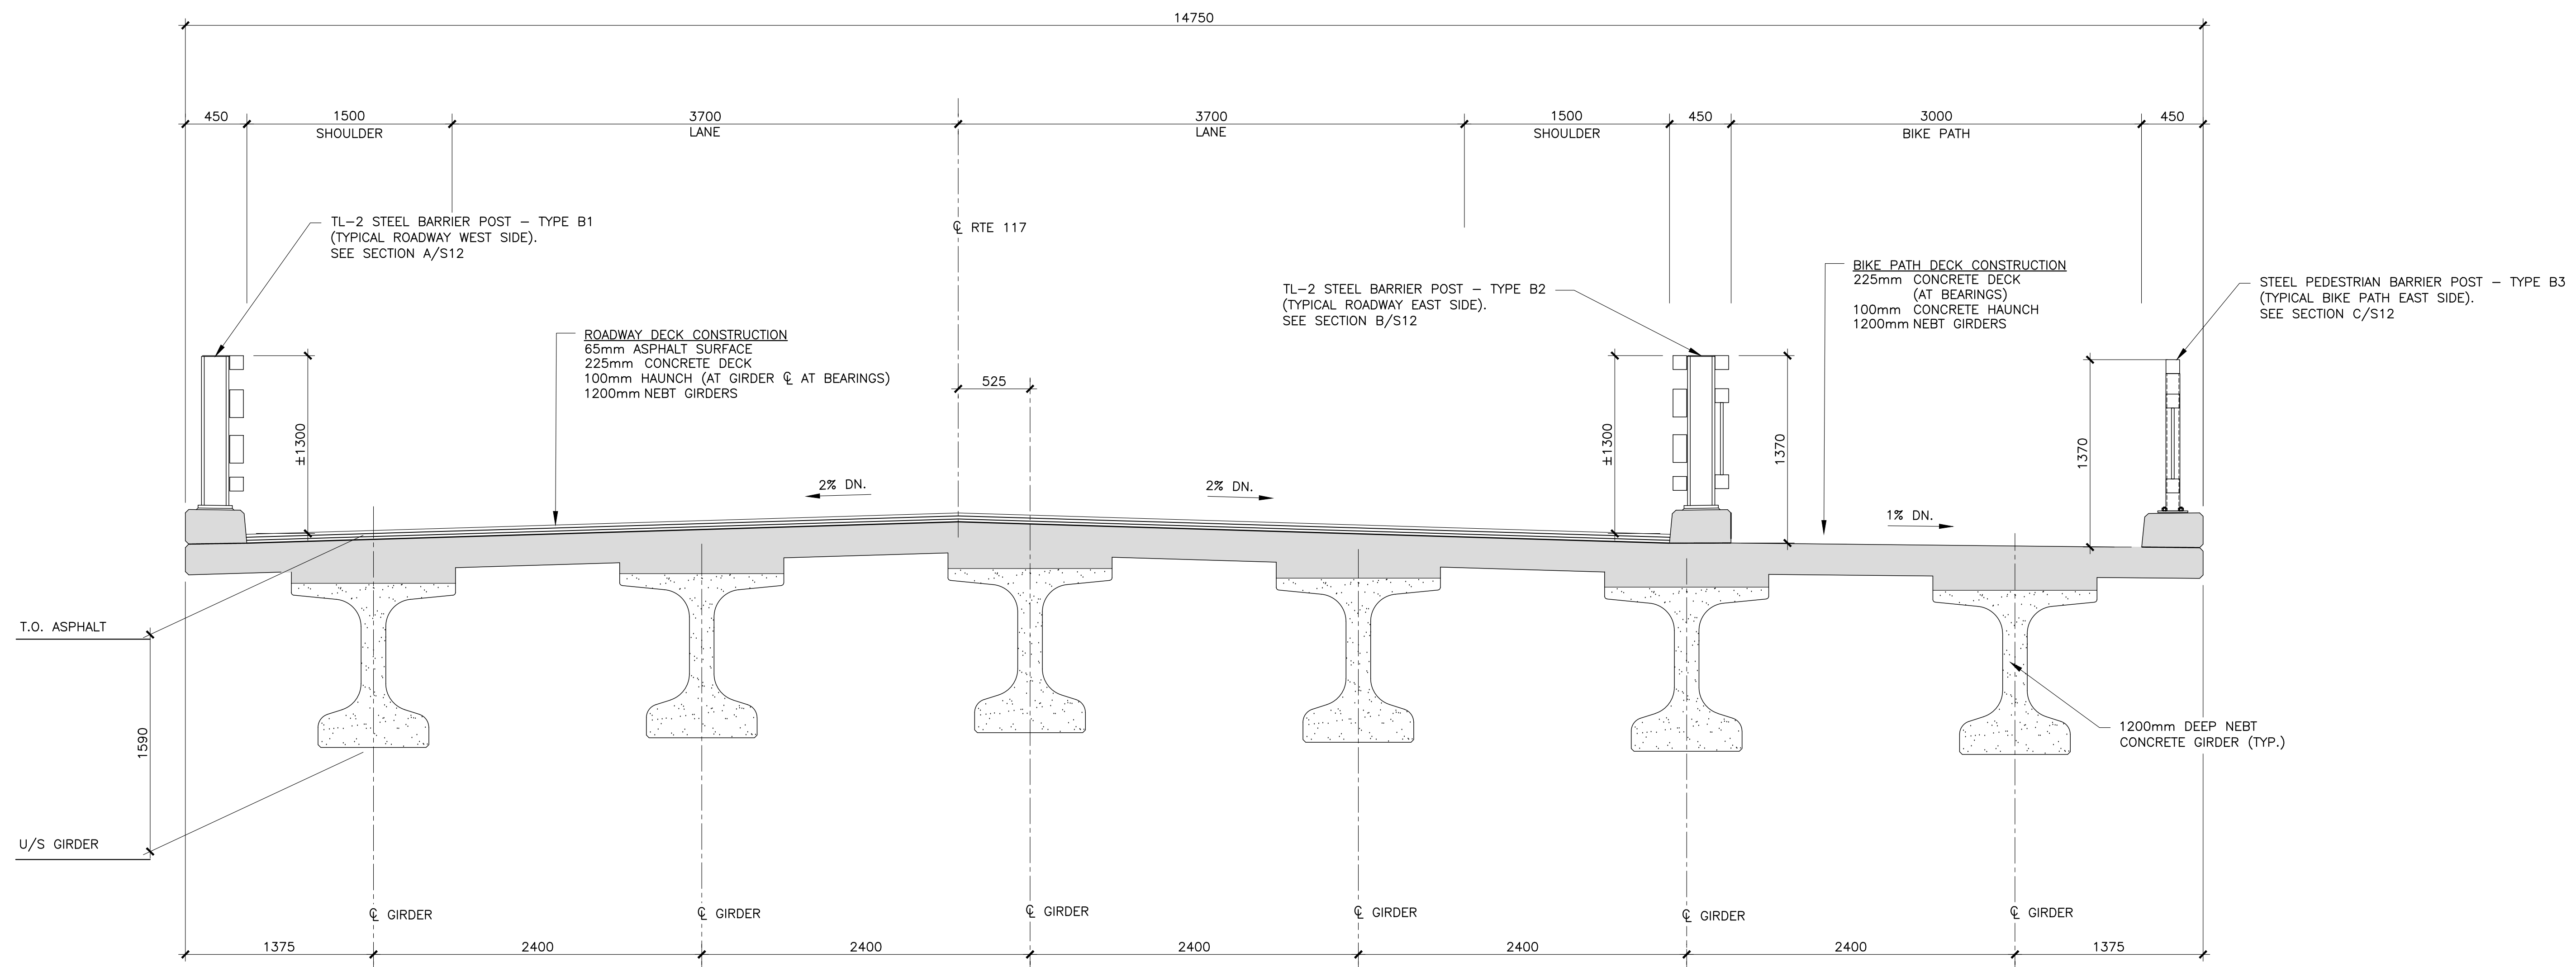 14750
450
1500
SHOULDER
3700
LANE
3700
LANE
1500
SHOULDER
450
3000
BIKE PATH
450
TL-2 STEEL BARRIER POST - TYPE B1
(TYPICAL ROADWAY WEST SIDE).
SEE SECTION A/S12
℄ RTE 117
TL-2 STEEL BARRIER POST - TYPE B2
(TYPICAL ROADWAY EAST SIDE).
SEE SECTION B/S12
BIKE PATH DECK CONSTRUCTION
225mm CONCRETE DECK
(AT BEARINGS)
100mm CONCRETE HAUNCH
1200mm NEBT GIRDERS
STEEL PEDESTRIAN BARRIER POST - TYPE B3
(TYPICAL BIKE PATH EAST SIDE).
SEE SECTION C/S12
ROADWAY DECK CONSTRUCTION
65mm ASPHALT SURFACE
225mm CONCRETE DECK
100mm HAUNCH (AT GIRDER ℄ AT BEARINGS)
1200mm NEBT GIRDERS
525
±1300
±1300
1370
1370
2% DN.
2% DN.
1% DN.
T.O. ASPHALT
1590
U/S GIRDER
1200mm DEEP NEBT
CONCRETE GIRDER (TYP.)
℄ GIRDER
℄ GIRDER
℄ GIRDER
℄ GIRDER
℄ GIRDER
℄ GIRDER
1375
2400
2400
2400
2400
2400
1375